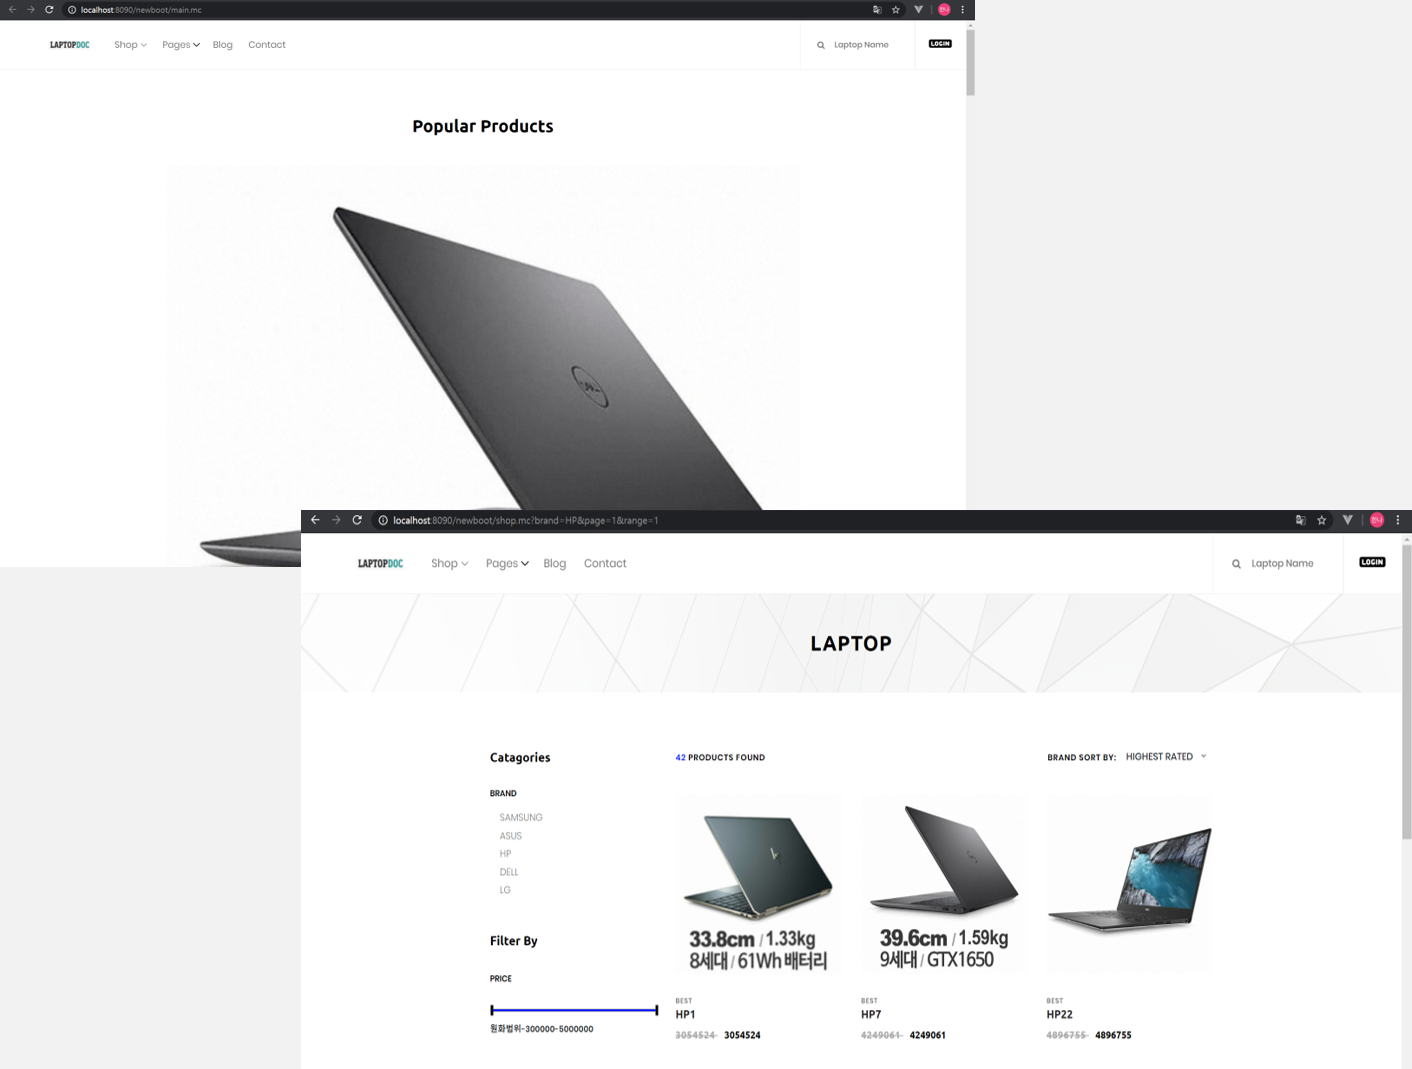 localhost:8090/newboot/main.mc
LAPTOPDOC Shop Pages Blog Contact Laptop Name LOGIN
Popular Products
localhost:8090/newboot/shop.mc?brand=HP&page=1&range=1
LAPTOPDOC Shop Pages Blog Contact Laptop Name LOGIN
LAPTOP
Catagories
BRAND
SAMSUNG
ASUS
HP
DELL
LG
Filter By
PRICE
원화범위-300000-5000000
42 PRODUCTS FOUND
BRAND SORT BY: HIGHEST RATED
33.8cm / 1.33kg
8세대 / 61Wh 배터리
BEST
HP1
3054524- 3054524
39.6cm / 1.59kg
9세대 / GTX1650
BEST
HP7
4249061- 4249061
BEST
HP22
4896755- 4896755